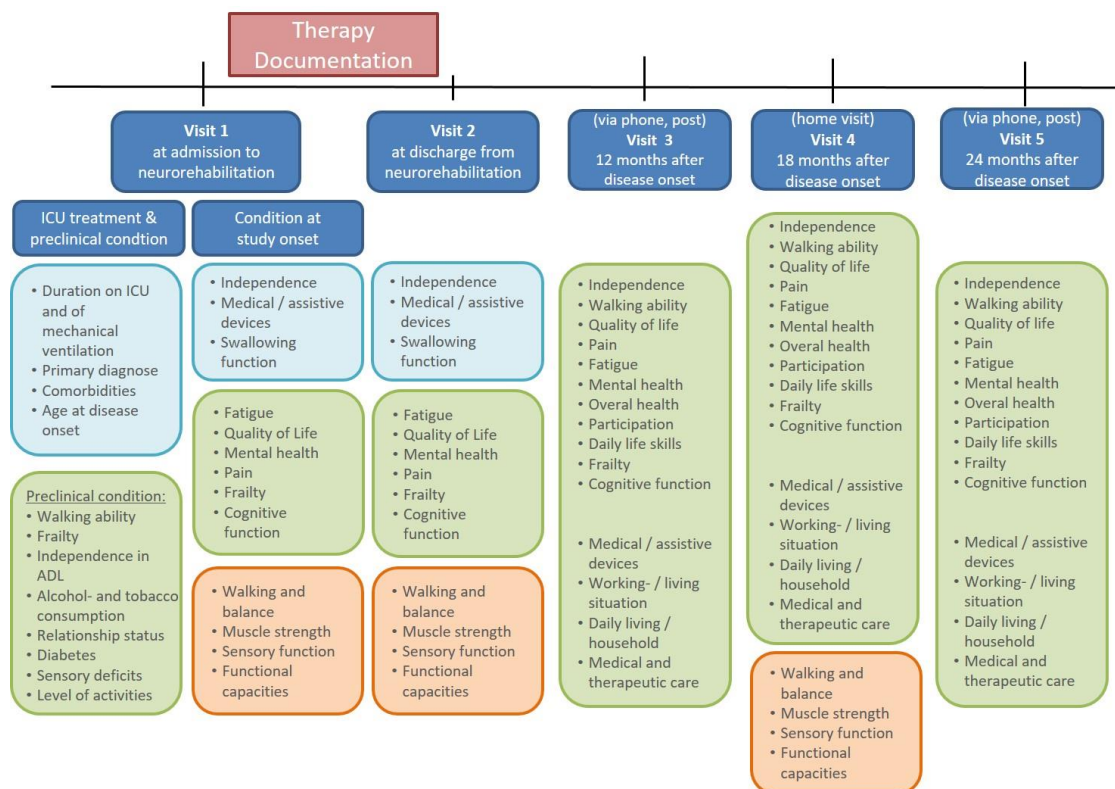 Therapy
Documentation
Visit 1
at admission to
neurorehabilitation
Visit 2
at discharge from
neurorehabilitation
(via phone, post)
Visit 3
12 months after
disease onset
(home visit)
Visit 4
18 months after
disease onset
(via phone, post)
Visit 5
24 months after
disease onset
ICU treatment &
preclinical condtion
Condition at
study onset
• Duration on ICU
and of
mechanical
ventilation
• Primary diagnose
• Comorbidities
• Age at disease
onset
Preclinical condition:
• Walking ability
• Frailty
• Independence in
ADL
• Alcohol- and tobacco
consumption
• Relationship status
• Diabetes
• Sensory deficits
• Level of activities
• Independence
• Medical / assistive
devices
• Swallowing
function
• Fatigue
• Quality of Life
• Mental health
• Pain
• Frailty
• Cognitive
function
• Walking and
balance
• Muscle strength
• Sensory function
• Functional
capacities
• Independence
• Medical / assistive
devices
• Swallowing
function
• Fatigue
• Quality of Life
• Mental health
• Pain
• Frailty
• Cognitive
function
• Walking and
balance
• Muscle strength
• Sensory function
• Functional
capacities
• Independence
• Walking ability
• Quality of life
• Pain
• Fatigue
• Mental health
• Overal health
• Participation
• Daily life skills
• Frailty
• Cognitive function
• Medical / assistive
devices
• Working- / living
situation
• Daily living /
household
• Medical and
therapeutic care
• Independence
• Walking ability
• Quality of life
• Pain
• Fatigue
• Mental health
• Overal health
• Participation
• Daily life skills
• Frailty
• Cognitive function
• Medical / assistive
devices
• Working- / living
situation
• Daily living /
household
• Medical and
therapeutic care
• Walking and
balance
• Muscle strength
• Sensory function
• Functional
capacities
• Independence
• Walking ability
• Quality of life
• Pain
• Fatigue
• Mental health
• Overal health
• Participation
• Daily life skills
• Frailty
• Cognitive function
• Medical / assistive
devices
• Working- / living
situation
• Daily living /
household
• Medical and
therapeutic care